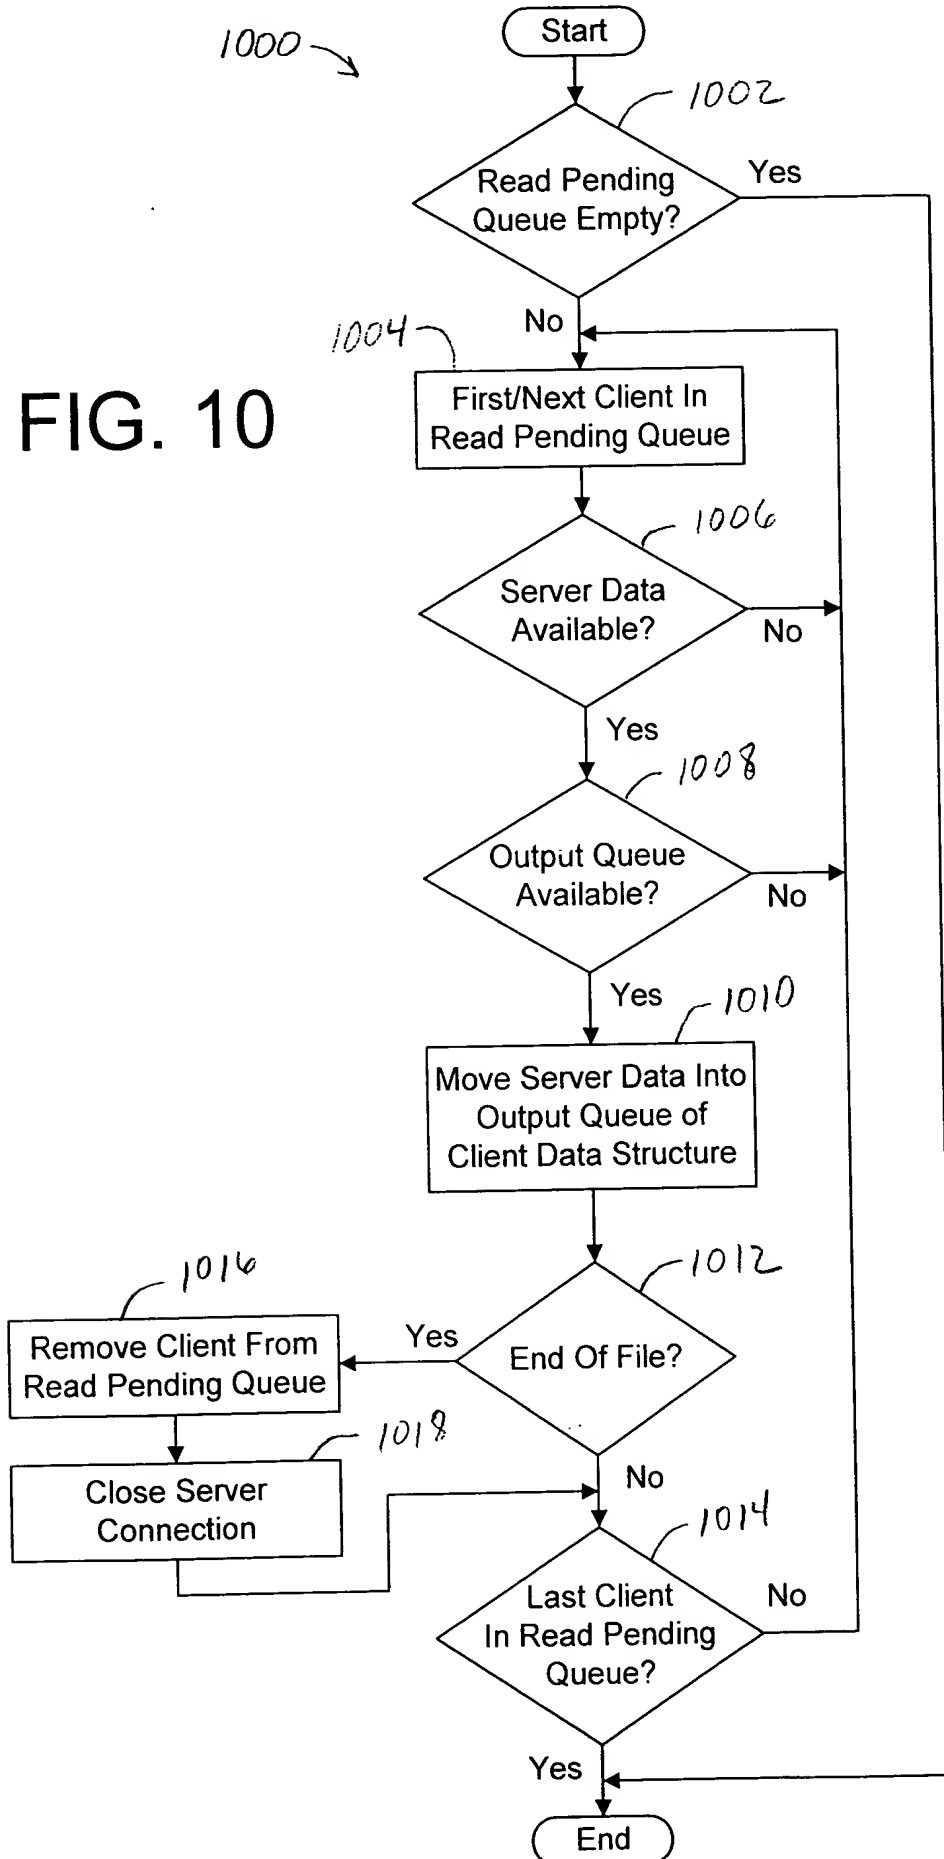 1000
Start
1002
Read Pending
Queue Empty?
Yes
No
1004
FIG. 10
First/Next Client In
Read Pending Queue
1006
Server Data
Available?
No
Yes
1008
Output Queue
Available?
No
Yes
1010
Move Server Data Into
Output Queue of
Client Data Structure
1012
End Of File?
Yes
1016
Remove Client From
Read Pending Queue
1018
Close Server
Connection
No
1014
Last Client
In Read Pending
Queue?
No
Yes
End